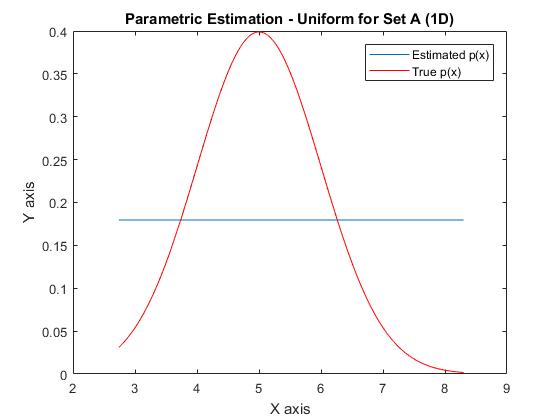 Parametric Estimation - Uniform for Set A (1D)
Estimated p(x)
True p(x)
0.4
0.35
0.3
0.25
0.2
0.15
0.1
0.05
0
Y axis
2 3 4 5 6 7 8 9
X axis